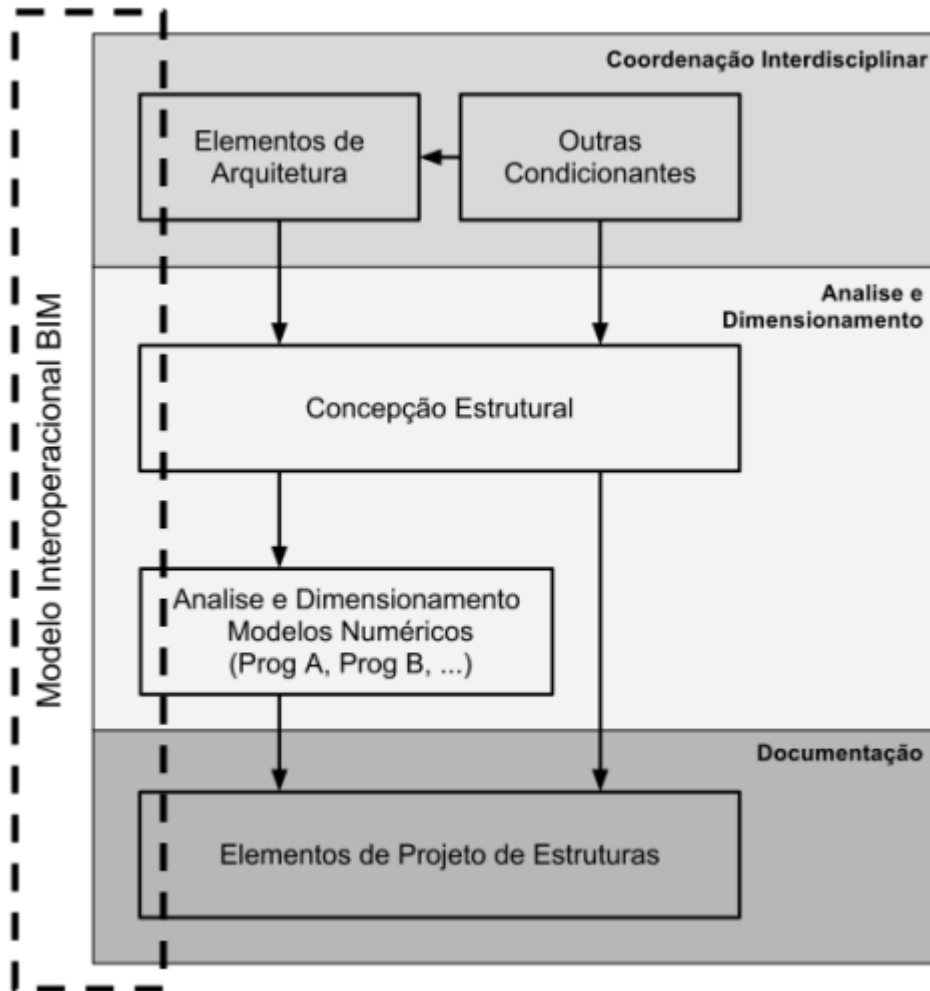 Modelo Interoperacional BIM
Coordenação Interdisciplinar
Elementos de
Arquitetura
Outras
Condicionantes
Analise e
Dimensionamento
Concepção Estrutural
Analise e Dimensionamento
Modelos Numéricos
(Prog A, Prog B, ...)
Documentação
Elementos de Projeto de Estruturas